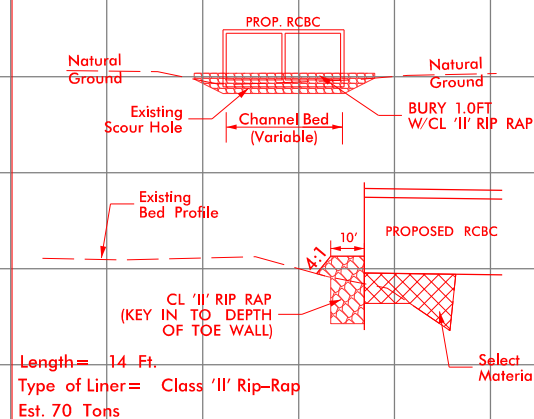 PROP. RCBC
Natural
Ground
Natural
Ground
Existing
Scour Hole
Channel Bed
(Variable)
BURY 1.0FT
W/CL 'II' RIP RAP
Existing
Bed Profile
10'
4:1
PROPOSED RCBC
CL 'II' RIP RAP
(KEY IN TO DEPTH
OF TOE WALL)
Select
Materia
Length= 14 Ft.
Type of Liner= Class 'II' Rip-Rap
Est. 70 Tons